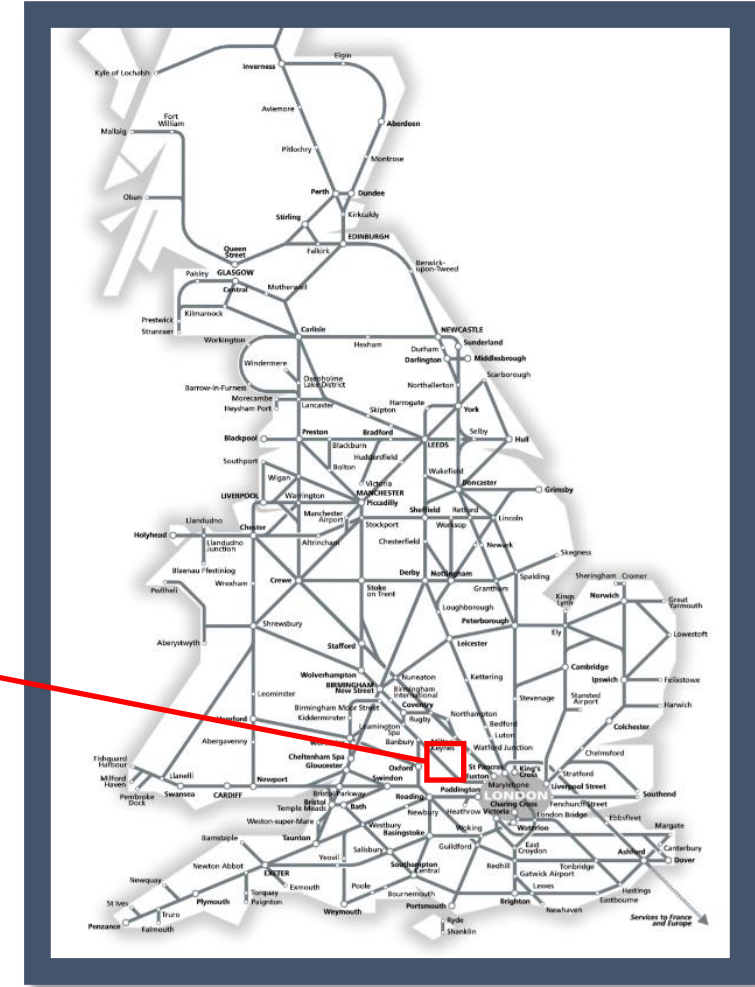 Elgin
Inverness
Kyle of Lochalsh
Aviemore
Fort
William
Aberdeen
Mallaig
Pitlochry
Montrose
Perth
Dundee
Oban
Stirling
Kirkcaldy
EDINBURGH
Queen
Street
Falkirk
GLASGOW
Paisley
Central
Motherwell
Berwick-
upon-Tweed
Kilmarnock
Prestwick
Stranraer
Carlisle
NEWCASTLE
Workington
Hexham
Sunderland
Durham
Darlington
Middlesbrough
Windermere
Scarborough
Oxenholme
Lake District
Northallerton
Barrow-in-Furness
Morecambe
Heysham Port
Lancaster
Skipton
Harrogate
York
Blackpool
Preston
Bradford
Selby
Hull
Blackburn
LEEDS
Huddersfield
Southport
Bolton
Wakefield
Wigan
Victoria
Doncaster
LIVERPOOL
Warrington
MANCHESTER
Piccadilly
Grimsby
Manchester
Airport
Sheffield
Retford
Lincoln
Llandudno
Chester
Stockport
Worksop
Holyhead
Llandudno
Junction
Altrincham
Chesterfield
Newark
Skegness
Blaenau Ffestiniog
Wrexham
Crewe
Stoke
on Trent
Derby
Nottingham
Grantham
Spalding
Sheringham
Cromer
Pwllheli
Kings
Lynn
Norwich
Great
Yarmouth
Loughborough
Peterborough
Aberystwyth
Shrewsbury
Stafford
Leicester
Ely
Lowestoft
Wolverhampton
Nuneaton
Kettering
Cambridge
BIRMINGHAM
New Street
Birmingham
International
Ipswich
Felixstowe
Leominster
Birmingham Moor Street
Coventry
Stevenage
Stansted
Airport
Harwich
Kidderminster
Rugby
Northampton
Hereford
Leamington
Spa
Bedford
Colchester
Abergavenny
Banbury
Milton
Keynes
Luton
Watford Junction
Chelmsford
Fishguard
Harbour
Cheltenham Spa
Gloucester
Oxford
St Pancras
Euston
King's
Cross
Stratford
Milford
Haven
Llanelli
Newport
Swindon
Marylebone
Liverpool Street
Pembroke
Dock
Swansea
CARDIFF
Bristol Parkway
Reading
Paddington
LONDON
Southend
Bristol
Temple Meads
Bath
Newbury
Heathrow
Victoria
Charing Cross
Fenchurch Street
Weston-super-Mare
London Bridge
Ebbsfleet
Westbury
Basingstoke
Woking
Waterloo
Margate
Barnstaple
Taunton
Salisbury
Guildford
East
Croydon
Canterbury
Yeovil
Ashford
Dover
Newton Abbot
EXETER
Southampton
Central
Redhill
Tonbridge
Gatwick Airport
Newquay
Exmouth
Poole
Lewes
Hastings
St Ives
Plymouth
Torquay
Paignton
Bournemouth
Eastbourne
Truro
Weymouth
Portsmouth
Brighton
Newhaven
Penzance
Falmouth
Ryde
Shanklin
Services to France
and Europe